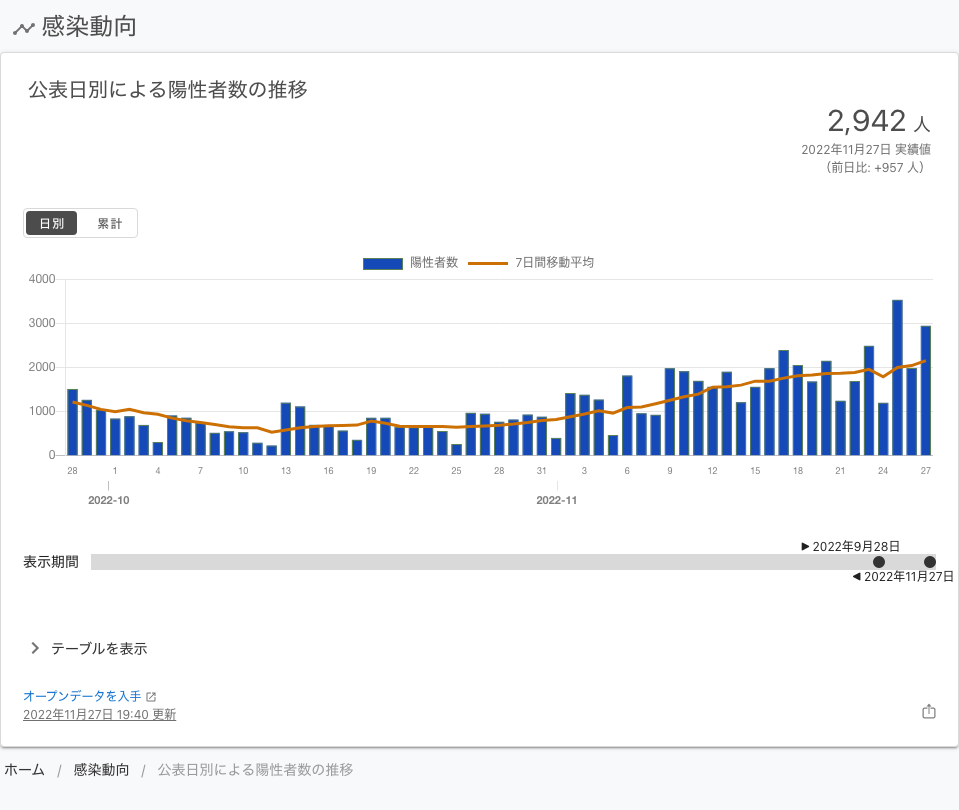 感染動向
公表日別による陽性者数の推移
2,942 人
2022年11月27日 実績値
（前日比: +957 人）
日別 累計
陽性者数 7日間移動平均
4000
3000
2000
1000
0
28 1 4 7 10 13 16 19 22 25 28 31 3 6 9 12 15 18 21 24 27
2022-10 2022-11
2022年9月28日
表示期間
2022年11月27日
テーブルを表示
オープンデータを入手
2022年11月27日 19:40 更新
ホーム / 感染動向 / 公表日別による陽性者数の推移